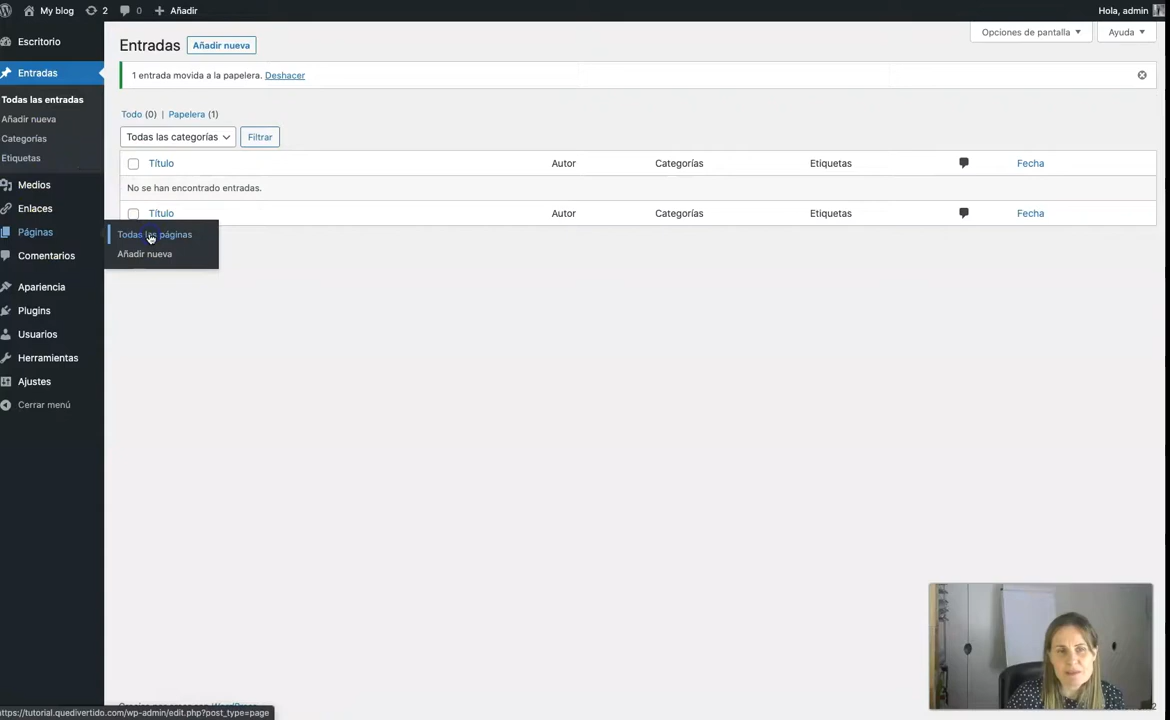 My blog 2 0 Añadir Hola, admin
Escritorio
Entradas
Todas las entradas
Añadir nueva
Categorías
Etiquetas
Medios
Enlaces
Páginas
Comentarios
Apariencia
Plugins
Usuarios
Herramientas
Ajustes
Cerrar menú
Todas las páginas
Añadir nueva
Opciones de pantalla Ayuda
Entradas Añadir nueva
1 entrada movida a la papelera. Deshacer
Todo (0) | Papelera (1)
Todas las categorías Filtrar
Título Autor Categorías Etiquetas Fecha
No se han encontrado entradas.
Título Autor Categorías Etiquetas Fecha
https://tutorial.quedivertido.com/wp-admin/edit.php?post_type=page